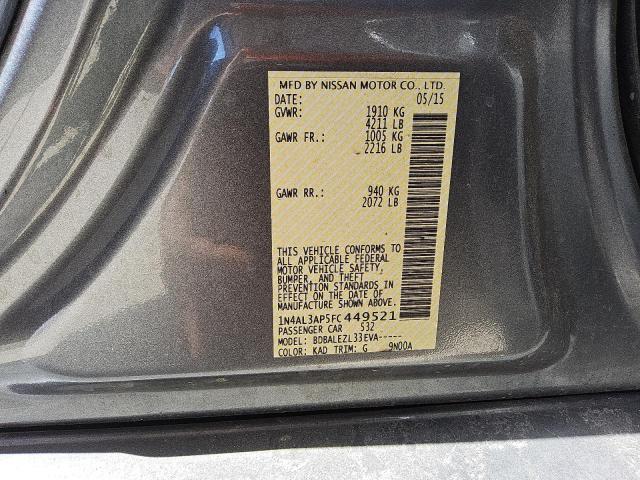 MFD BY NISSAN MOTOR CO., LTD.
DATE: 05/15
GVWR: 1910 KG
4211 LB
GAWR FR.: 1005 KG
2216 LB
GAWR RR.: 940 KG
2072 LB
THIS VEHICLE CONFORMS TO
ALL APPLICABLE FEDERAL
MOTOR VEHICLE SAFETY,
BUMPER, AND THEFT
PREVENTION STANDARDS IN
EFFECT ON THE DATE OF
MANUFACTURE SHOWN ABOVE.
1N4AL3AP5FC449521
PASSENGER CAR 532
MODEL: BDBALEZL33EVA-----
COLOR: KAD TRIM: G 9N00A